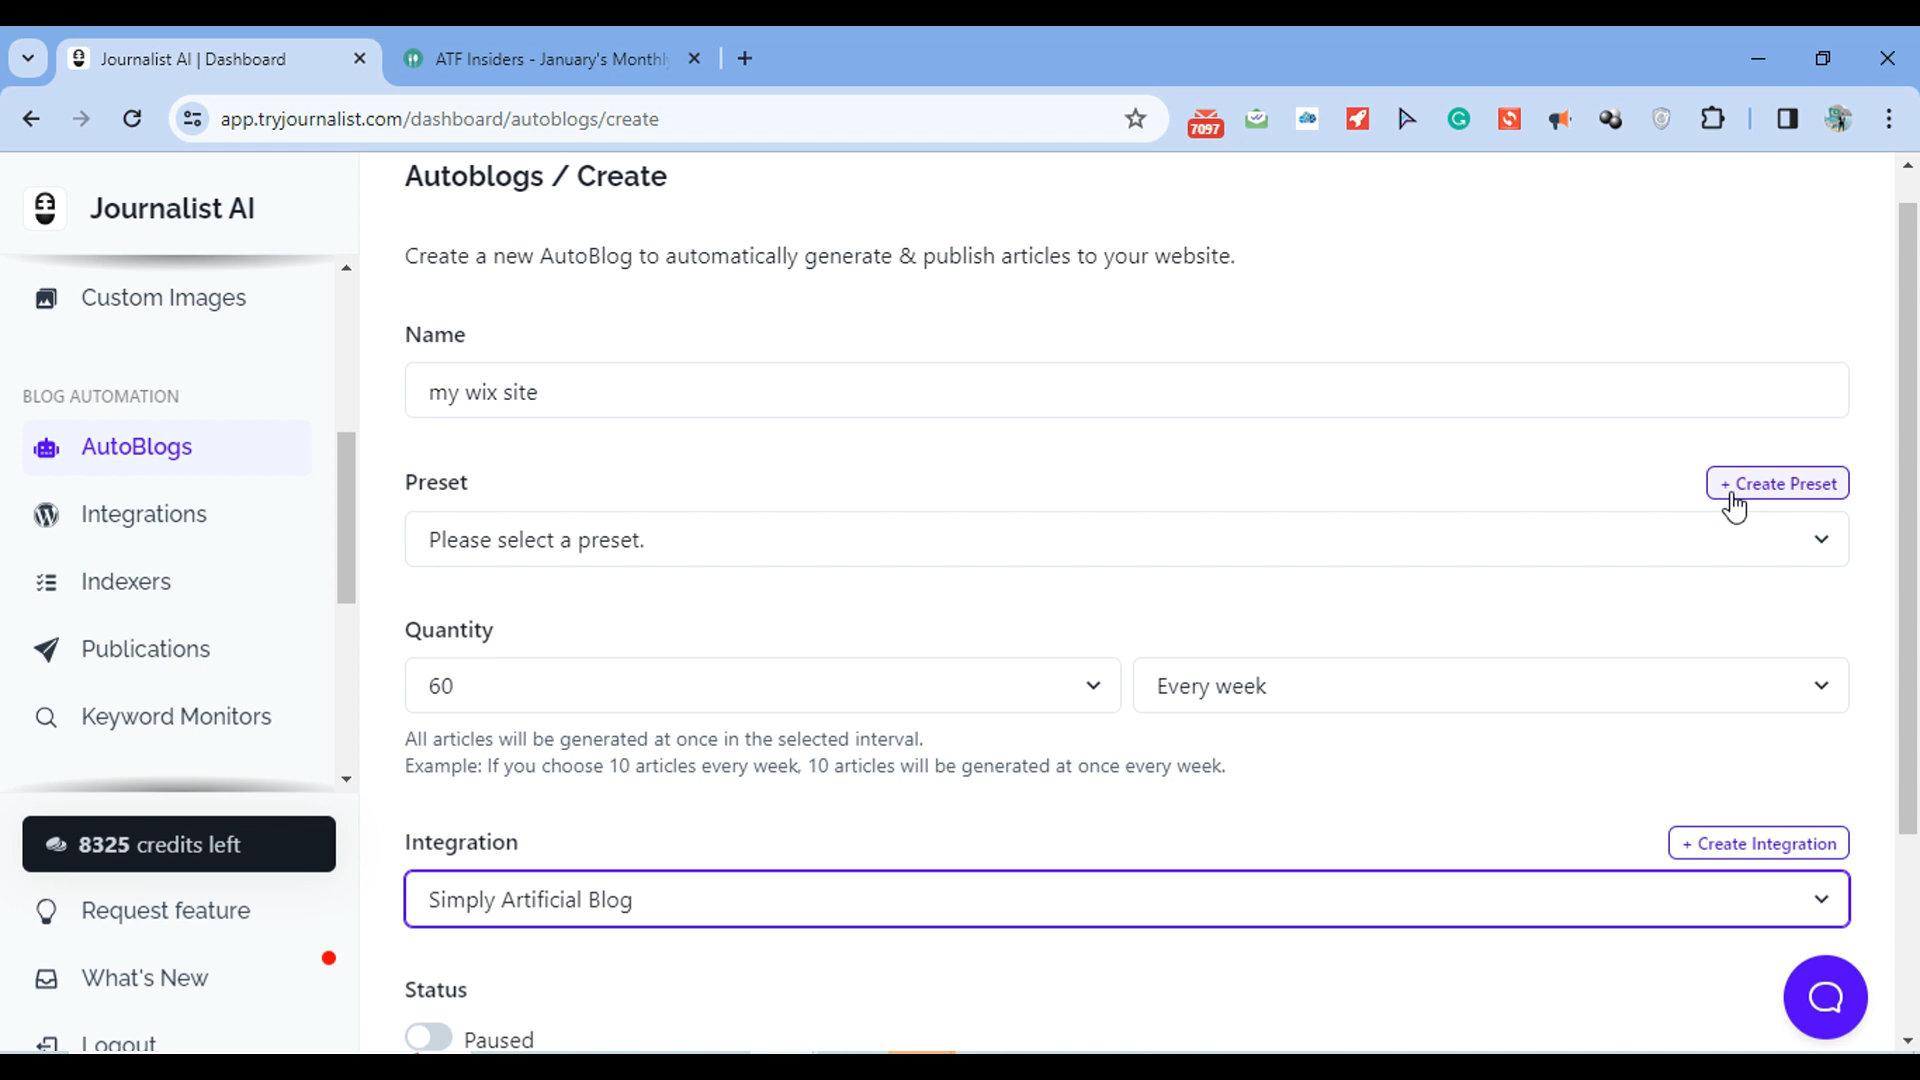 Journalist AI | Dashboard
ATF Insiders - January's Monthly
app.tryjournalist.com/dashboard/autoblogs/create
7097
Journalist AI
Custom Images
BLOG AUTOMATION
AutoBlogs
Integrations
Indexers
Publications
Keyword Monitors
8325 credits left
Request feature
What's New
Logout
Autoblogs / Create
Create a new AutoBlog to automatically generate & publish articles to your website.
Name
my wix site
Preset
+ Create Preset
Please select a preset.
Quantity
60
Every week
All articles will be generated at once in the selected interval.
Example: If you choose 10 articles every week, 10 articles will be generated at once every week.
Integration
+ Create Integration
Simply Artificial Blog
Status
Paused